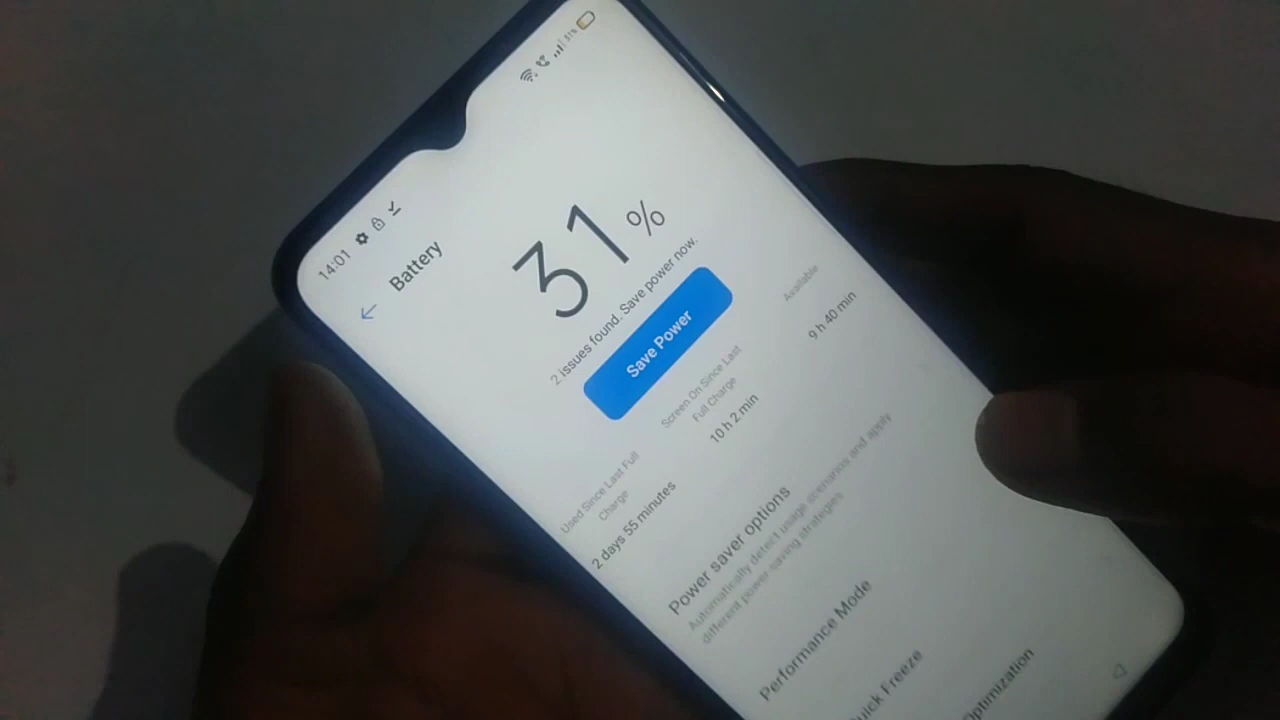 14:01
31%
Battery
31 %
2 issues found. Save power now.
Save Power
Used Since Last Full
Charge
2 days 55 minutes
Screen On Since Last
Full Charge
10 h 2 min
Available
9 h 40 min
Power saver options
Automatically detect usage scenarios and apply
different power-saving strategies
Performance Mode
uick Freeze
Optimization